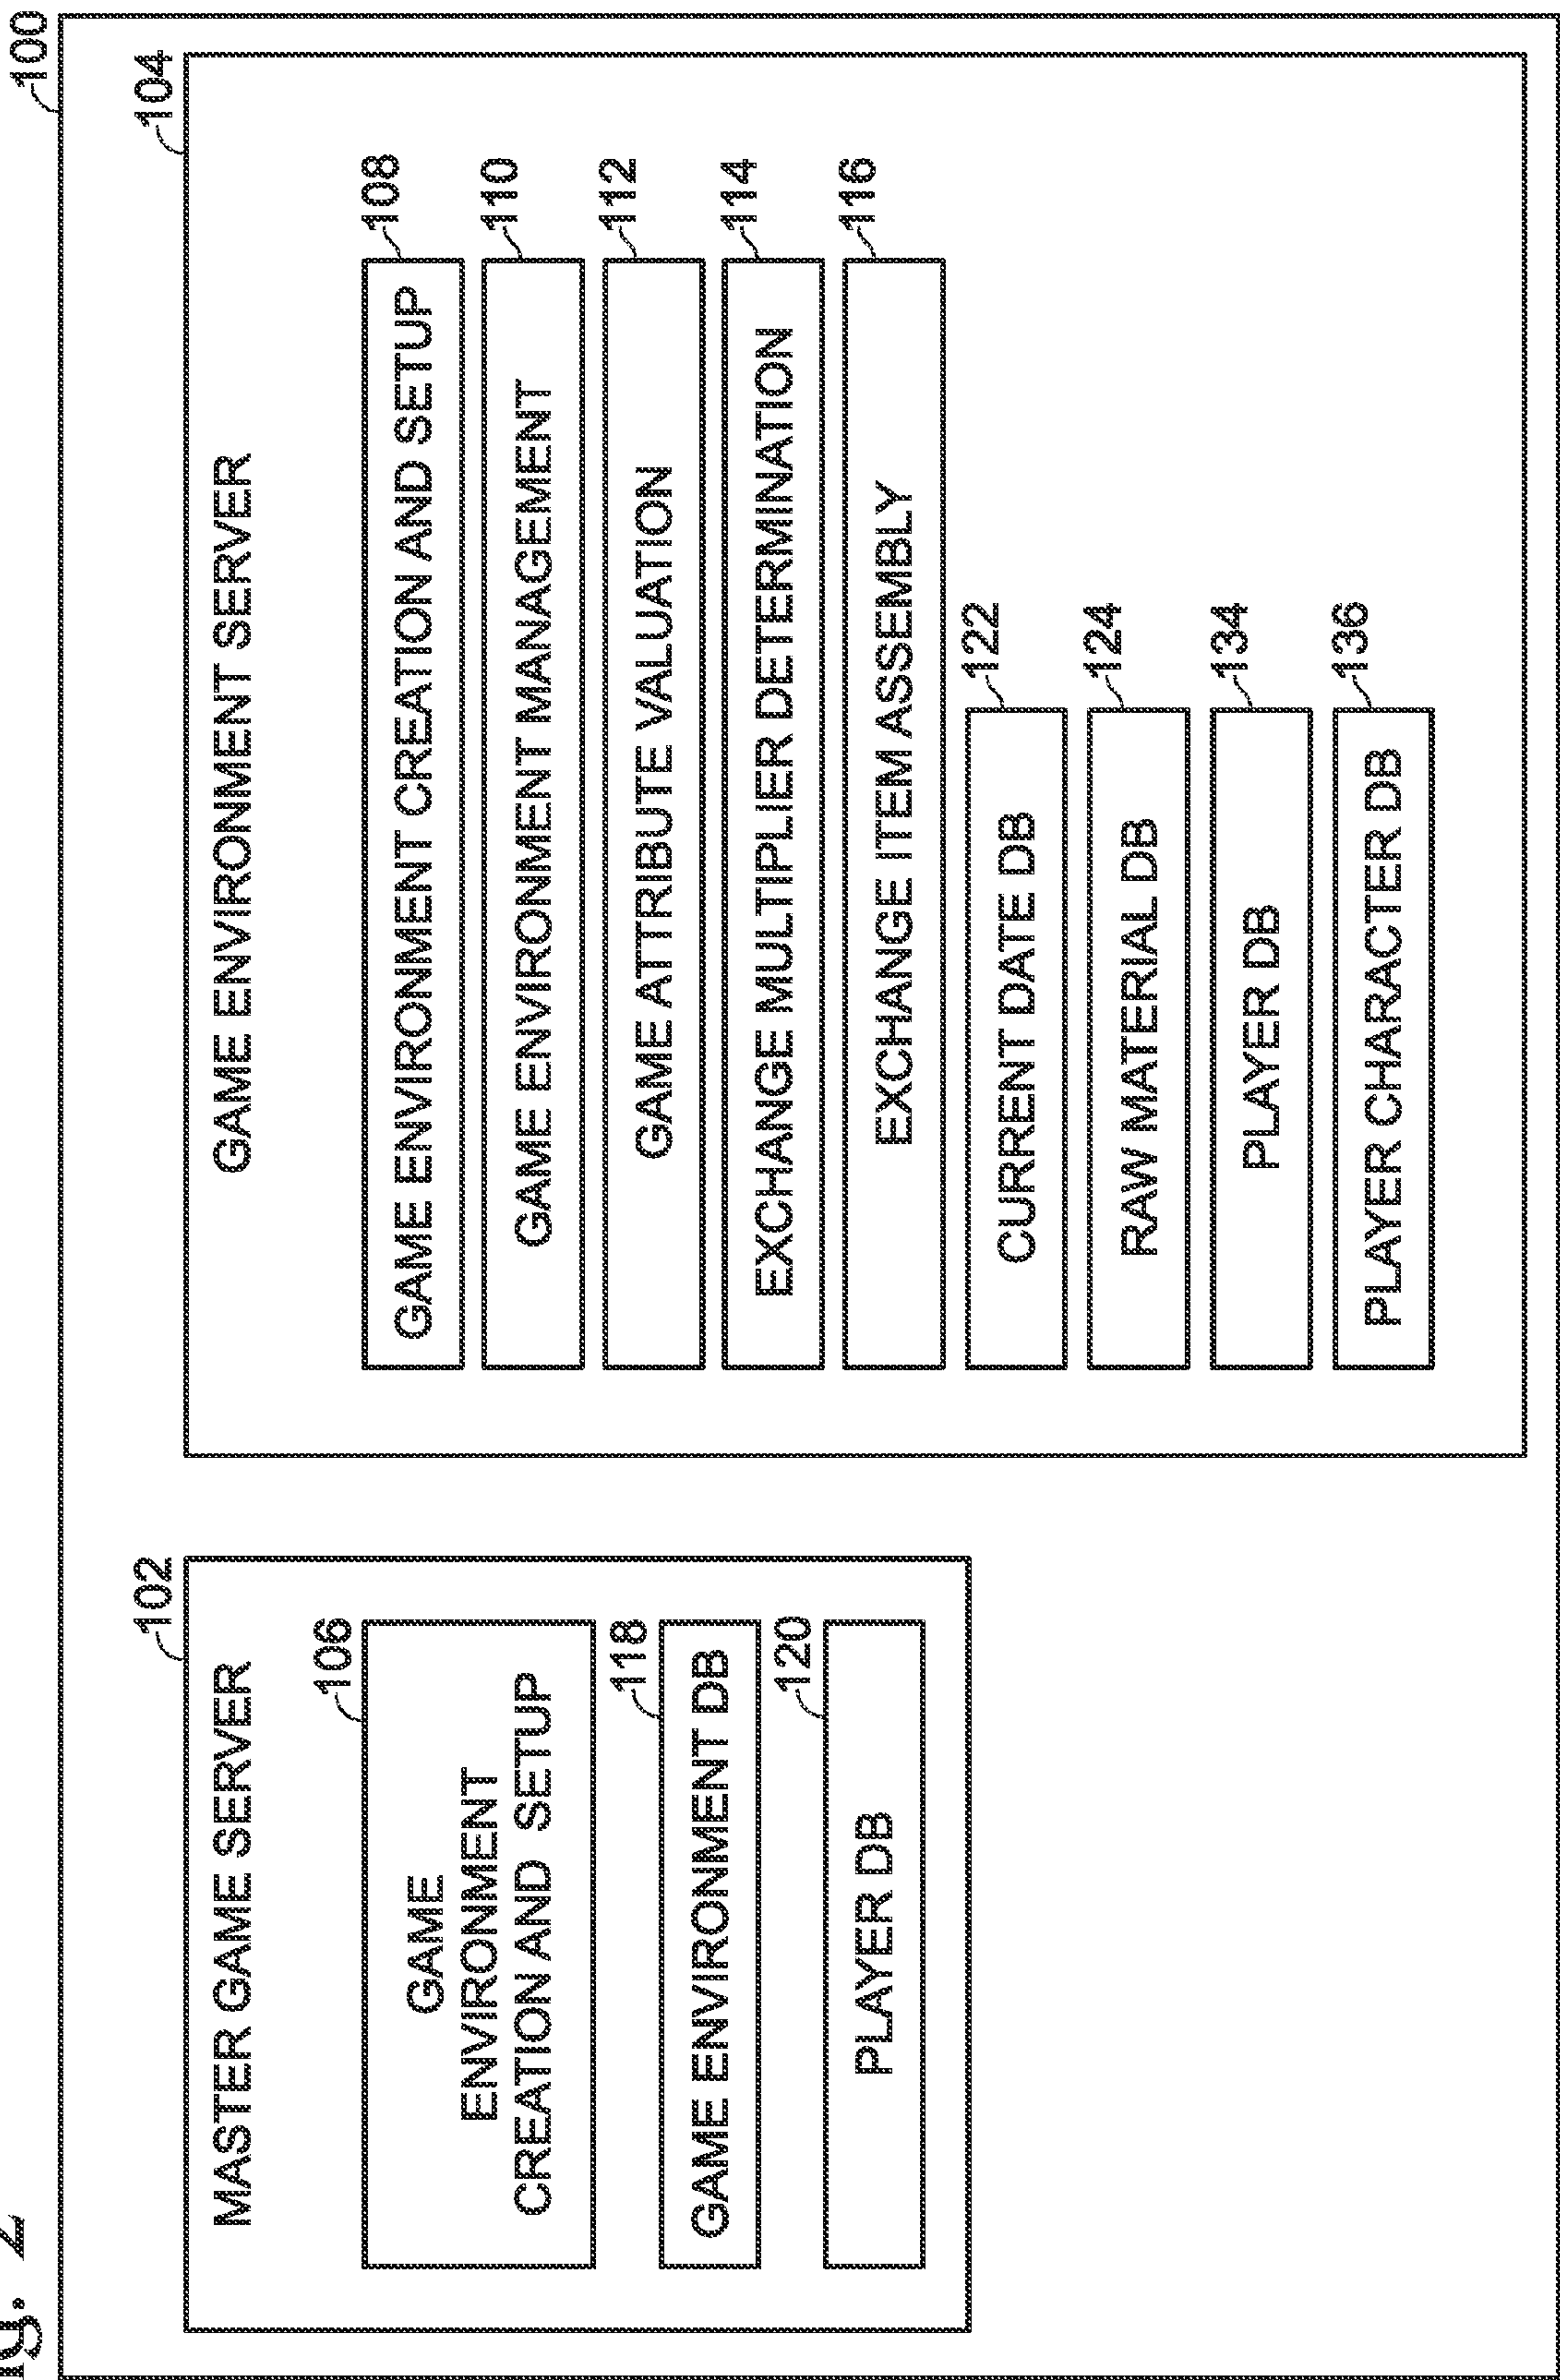 ig. 2
100
102
MASTER GAME SERVER
106
GAME
ENVIRONMENT
CREATION AND SETUP
118
GAME ENVIRONMENT DB
120
PLAYER DB
104
GAME ENVIRONMENT SERVER
GAME ENVIRONMENT CREATION AND SETUP
108
GAME ENVIRONMENT MANAGEMENT
110
GAME ATTRIBUTE VALUATION
112
EXCHANGE MULTIPLIER DETERMINATION
114
EXCHANGE ITEM ASSEMBLY
116
CURRENT DATE DB
122
RAW MATERIAL DB
124
PLAYER DB
134
PLAYER CHARACTER DB
136